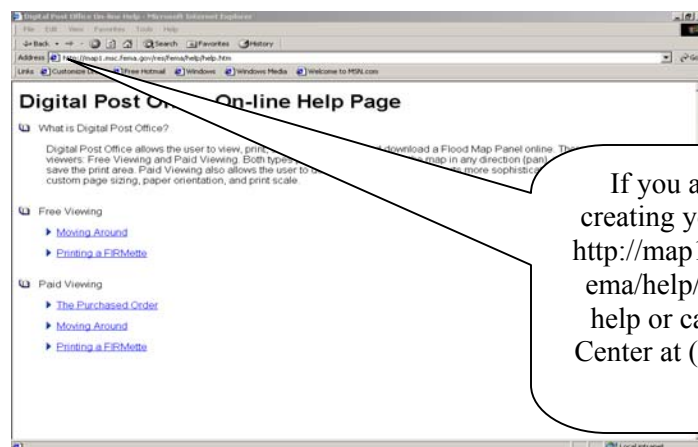 Digital Post Office On-line Help - Microsoft Internet Explorer
File Edit View Favorites Tools Help
Back Search Favorites History
Address http://map1.msc.fema.gov/res/fema/help/help.htm Go
Links Customize Free Hotmail Windows Windows Media Welcome to MSN.com
Digital Post On-line Help Page
What is Digital Post Office?
Digital Post Office allows the user to view, print, download a Flood Map Panel online.
viewers: Free Viewing and Paid Viewing. Both types map in any direction (pan)
save the print area. Paid Viewing also allows the user to more
custom page sizing, paper orientation, and print scale.
Free Viewing
Moving Around
Printing a FIRMette
Paid Viewing
The Purchased Order
Moving Around
Printing a FIRMette
If you a
creating y
http://map1
ema/help/
help or ca
Center at (
Local intranet